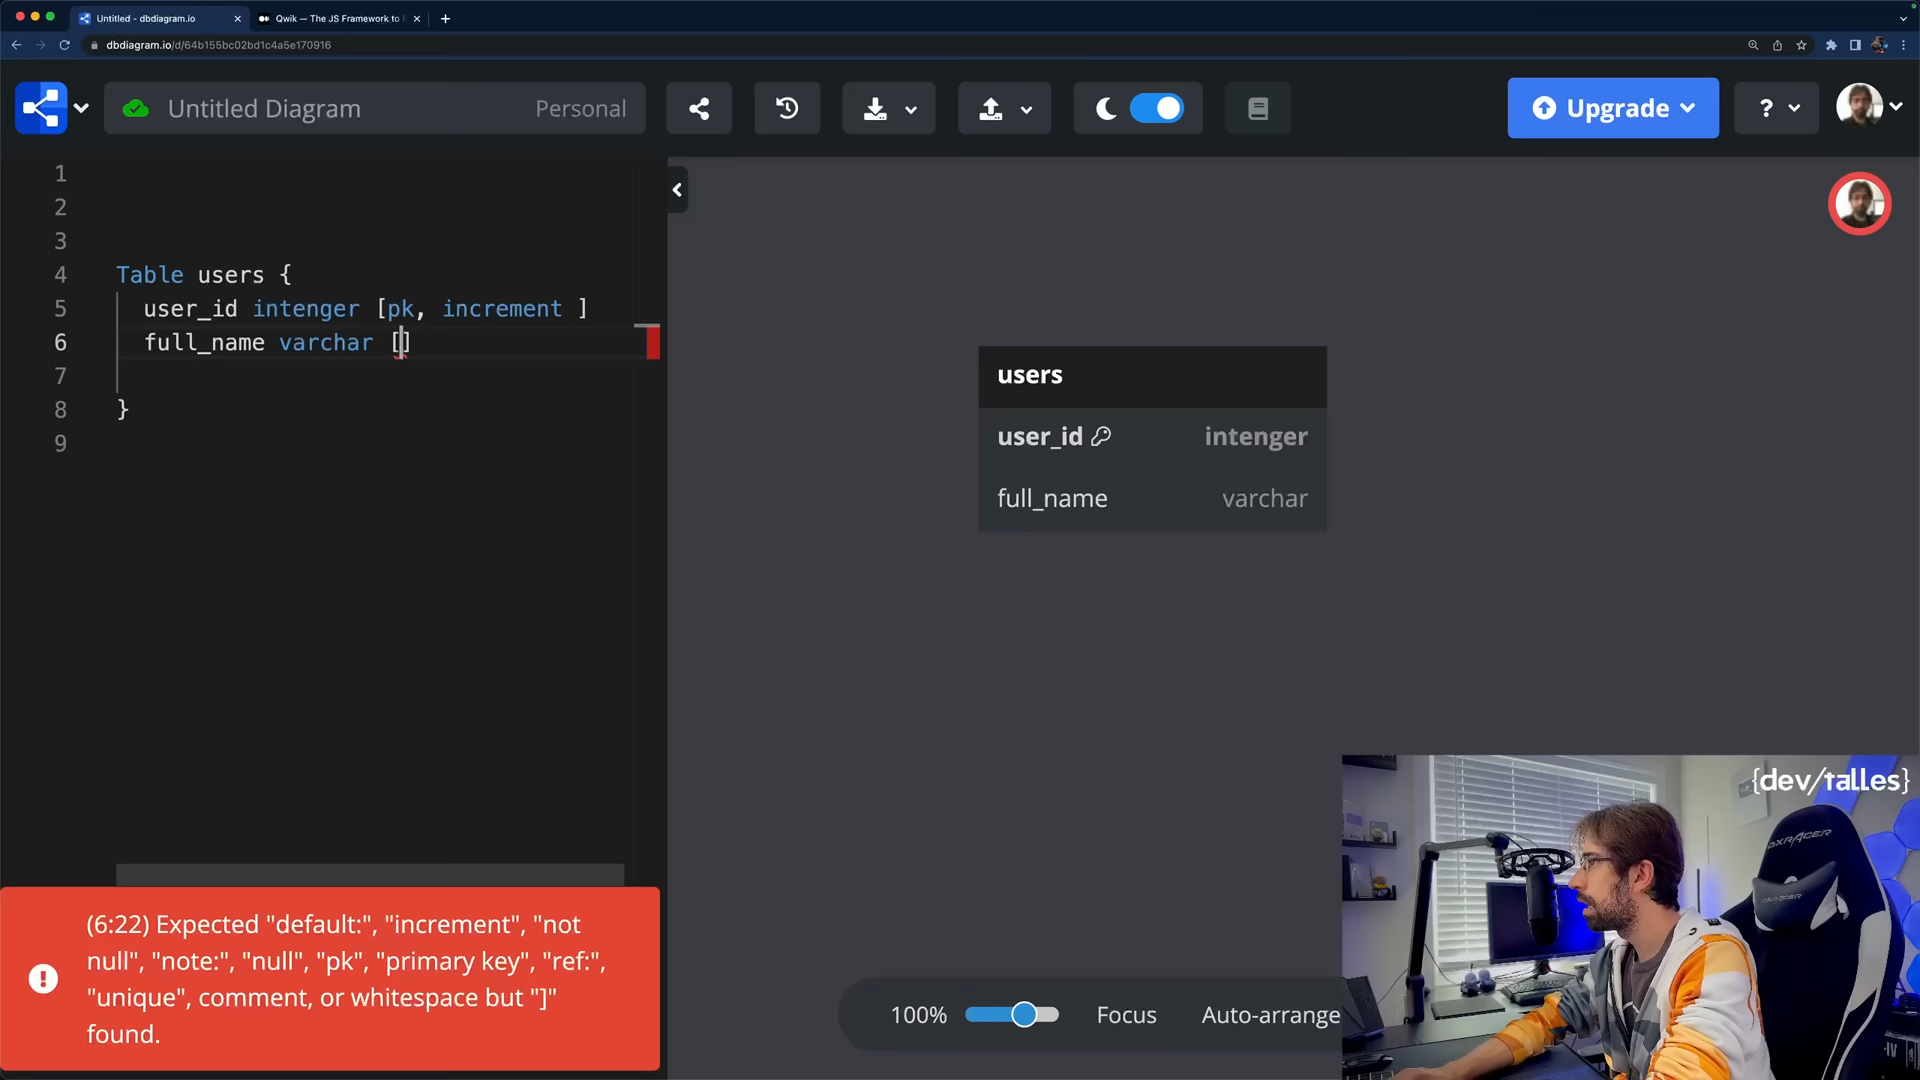 Untitled - dbdiagram.io
Qwik — The JS Framework to
dbdiagram.io/d/64b155bc02bd1c4a5e170916
Untitled Diagram
Personal
Upgrade
?
1
2
3
4 Table users {
5 user_id intenger [pk, increment ]
6 full_name varchar []
7
8 }
9
users
user_id intenger
full_name varchar
(6:22) Expected "default:", "increment", "not
null", "note:", "null", "pk", "primary key", "ref:",
"unique", comment, or whitespace but "]"
found.
100%
Focus
Auto-arrange
{dev/talles}
DXRACER